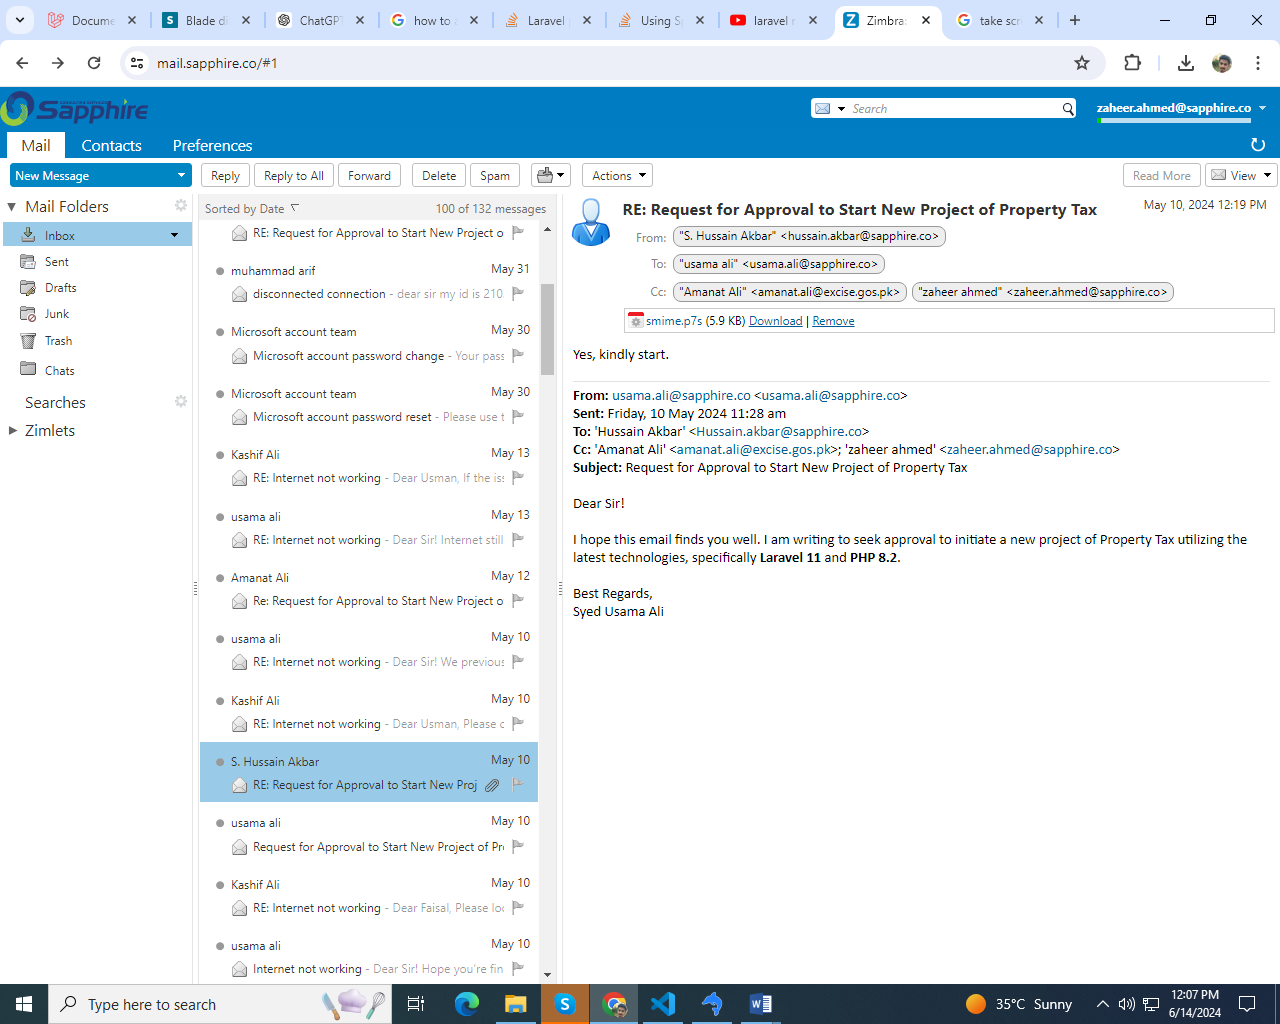 Docume
Blade di
ChatGPT
how to
Laravel
Using Sp
laravel
Zimbra
take scr
mail.sapphire.co/#1
Sapphire
Search
zaheer.ahmed@sapphire.co
Mail Contacts Preferences
New Message
Reply Reply to All Forward Delete Spam Actions Read More View
Mail Folders
Inbox
Sent
Drafts
Junk
Trash
Chats
Searches
Zimlets
Sorted by Date 100 of 132 messages
RE: Request for Approval to Start New Project o
muhammad arif May 31
disconnected connection - dear sir my id is 210
Microsoft account team May 30
Microsoft account password change - Your pass
Microsoft account team May 30
Microsoft account password reset - Please use t
Kashif Ali May 13
RE: Internet not working - Dear Usman, If the iss
usama ali May 13
RE: Internet not working - Dear Sir! Internet still
Amanat Ali May 12
Re: Request for Approval to Start New Project o
usama ali May 10
RE: Internet not working - Dear Sir! We previous
Kashif Ali May 10
RE: Internet not working - Dear Usman, Please c
S. Hussain Akbar May 10
RE: Request for Approval to Start New Proj
usama ali May 10
Request for Approval to Start New Project of Pr
Kashif Ali May 10
RE: Internet not working - Dear Faisal, Please loc
usama ali May 10
Internet not working - Dear Sir! Hope you're fin
RE: Request for Approval to Start New Project of Property Tax May 10, 2024 12:19 PM
From: "S. Hussain Akbar" <hussain.akbar@sapphire.co>
To: "usama ali" <usama.ali@sapphire.co>
Cc: "Amanat Ali" <amanat.ali@excise.gos.pk> "zaheer ahmed" <zaheer.ahmed@sapphire.co>
smime.p7s (5.9 KB) Download | Remove
Yes, kindly start.
From: usama.ali@sapphire.co <usama.ali@sapphire.co>
Sent: Friday, 10 May 2024 11:28 am
To: 'Hussain Akbar' <Hussain.akbar@sapphire.co>
Cc: 'Amanat Ali' <amanat.ali@excise.gos.pk>; 'zaheer ahmed' <zaheer.ahmed@sapphire.co>
Subject: Request for Approval to Start New Project of Property Tax
Dear Sir!
I hope this email finds you well. I am writing to seek approval to initiate a new project of Property Tax utilizing the
latest technologies, specifically Laravel 11 and PHP 8.2.
Best Regards,
Syed Usama Ali
Type here to search
35°C Sunny
12:07 PM
6/14/2024